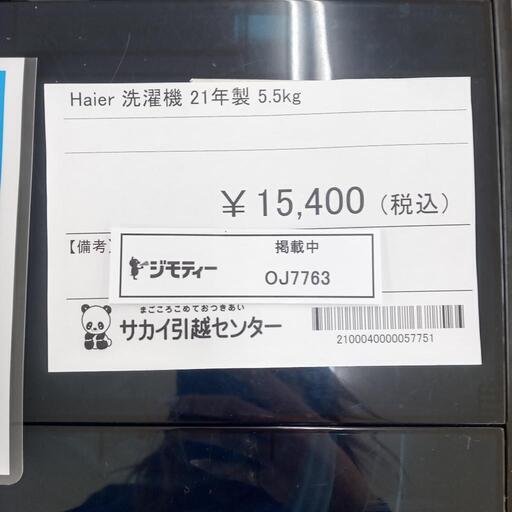 Haier 洗濯機 21年製 5.5kg
￥15,400（税込）
【備考】
ジモティー
掲載中
OJ7763
まごころこめておつきあい
サカイ引越センター
2100040000057751